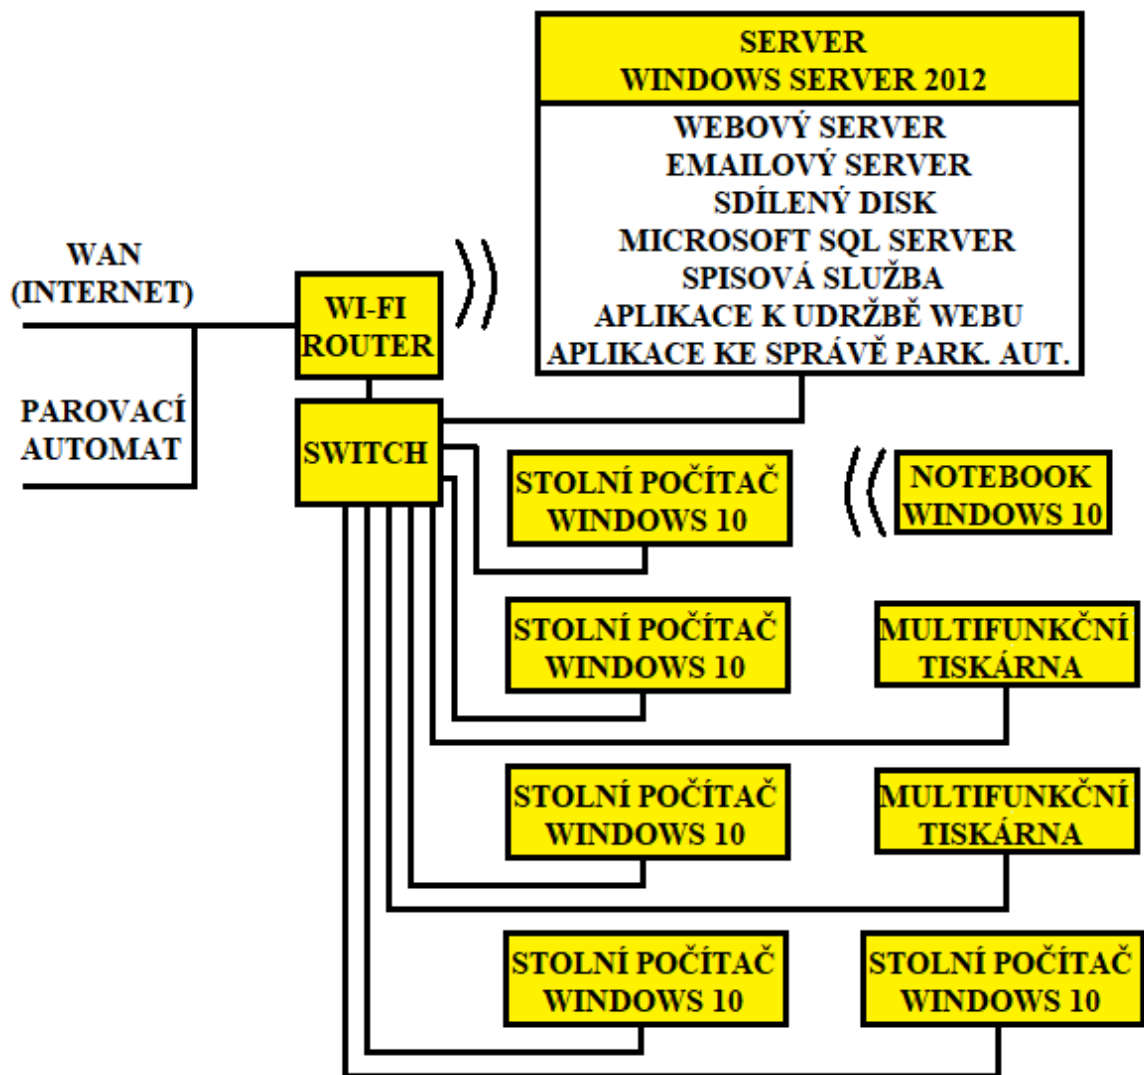 SERVER
WINDOWS SERVER 2012
WEBOVÝ SERVER
EMAILOVÝ SERVER
SDÍLENÝ DISK
MICROSOFT SQL SERVER
SPISOVÁ SLUŽBA
APLIKACE K UDRŽBĚ WEBU
APLIKACE KE SPRÁVĚ PARK. AUT.
WAN
(INTERNET)
WI-FI
ROUTER
PAROVACÍ
AUTOMAT
SWITCH
STOLNÍ POČÍTAČ
WINDOWS 10
NOTEBOOK
WINDOWS 10
STOLNÍ POČÍTAČ
WINDOWS 10
MULTIFUNKČNÍ
TISKÁRNA
STOLNÍ POČÍTAČ
WINDOWS 10
MULTIFUNKČNÍ
TISKÁRNA
STOLNÍ POČÍTAČ
WINDOWS 10
STOLNÍ POČÍTAČ
WINDOWS 10